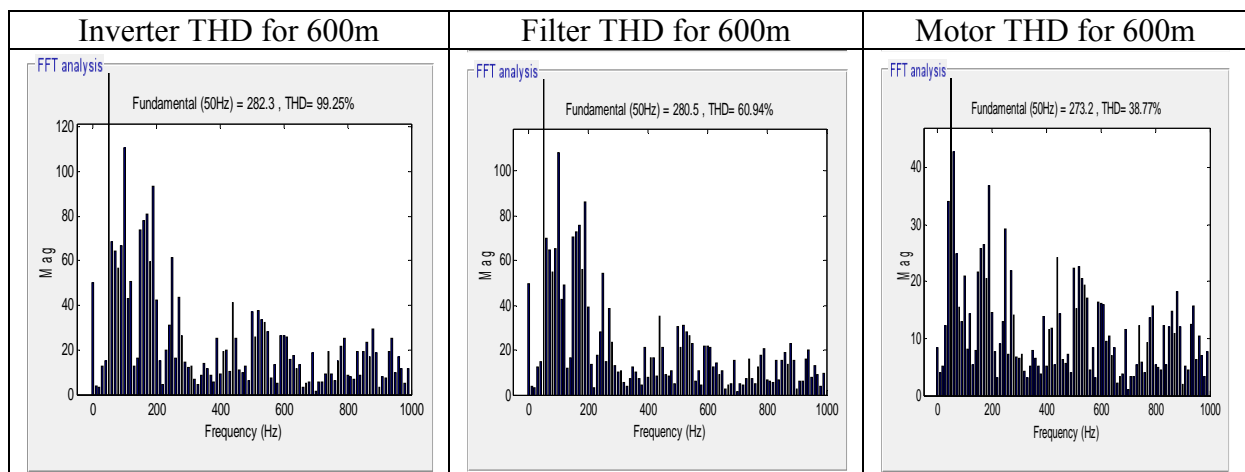 Inverter THD for 600m
Filter THD for 600m
Motor THD for 600m
FFT analysis
Fundamental (50Hz) = 282.3 , THD= 99.25%
120
100
80
60
40
20
0
Mag
0 200 400 600 800 1000
Frequency (Hz)
FFT analysis
Fundamental (50Hz) = 280.5 , THD= 60.94%
100
80
60
40
20
0
Mag
0 200 400 600 800 1000
Frequency (Hz)
FFT analysis
Fundamental (50Hz) = 273.2 , THD= 38.77%
40
30
20
10
0
Mag
0 200 400 600 800 1000
Frequency (Hz)